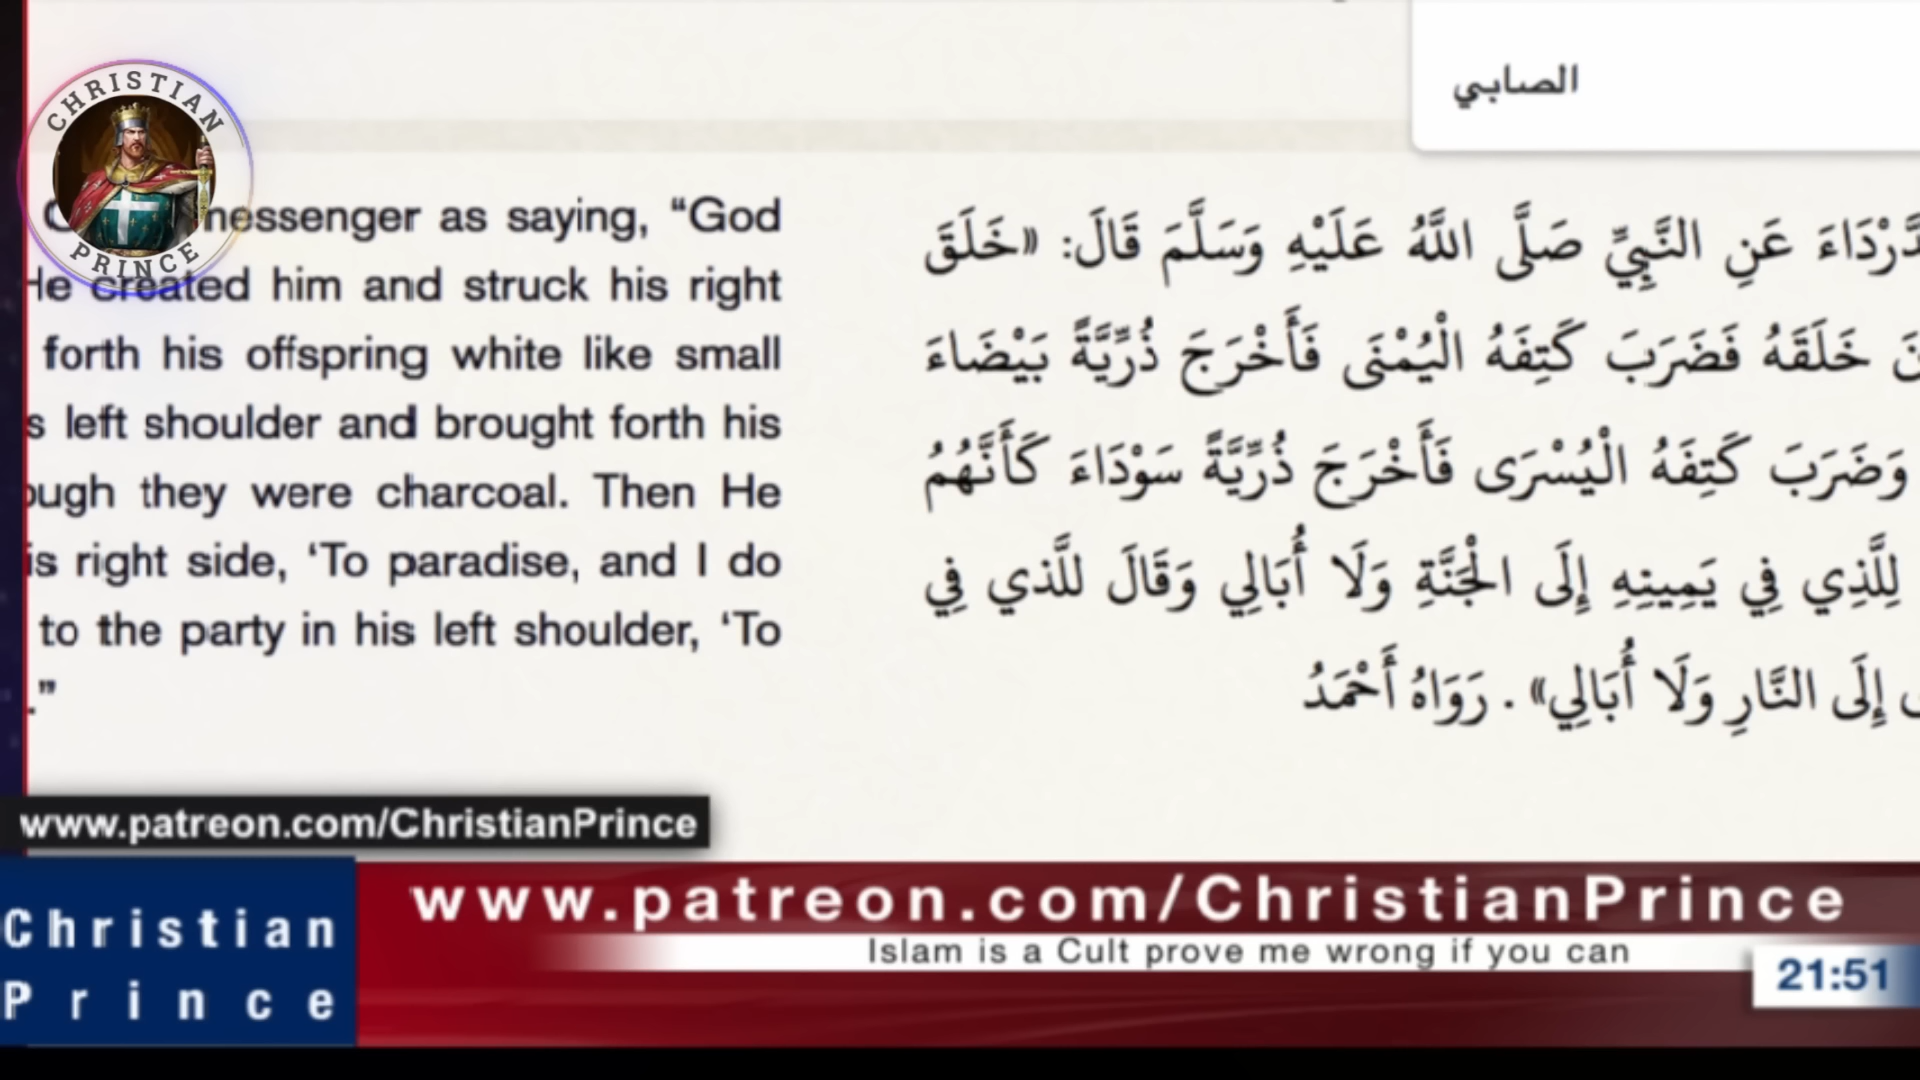 الصابي
CHRISTIAN
PRINCE
messenger as saying, “God
He created him and struck his right
forth his offspring white like small
left shoulder and brought forth his
they were charcoal. Then He
right side, ‘To paradise, and I do
to the party in his left shoulder, ‘To
.”
عَنِ النَّبِيِّ صَلَّى اللَّهُ عَلَيْهِ وَسَلَّمَ قَالَ: «خَلَقَ
خَلَقَهُ فَضَرَبَ كَتِفَهُ الْيُمْنَى فَأَخْرَجَ ذُرِّيَّةً بَيْضَاءَ
وَضَرَبَ كَتِفَهُ الْيُسْرَى فَأَخْرَجَ ذُرِّيَّةً سَوْدَاءَ كَأَنَّهُمُ
لِلَّذِي فِي يَمِينِهِ إِلَى الْجَنَّةِ وَلَا أُبَالِي وَقَالَ للَّذي فِي
إِلَى النَّارِ وَلَا أُبَالِي» . رَوَاهُ أَحْمَدُ
www.patreon.com/ChristianPrince
Christian
Prince
www.patreon.com/ChristianPrince
Islam is a Cult prove me wrong if you can
21:51